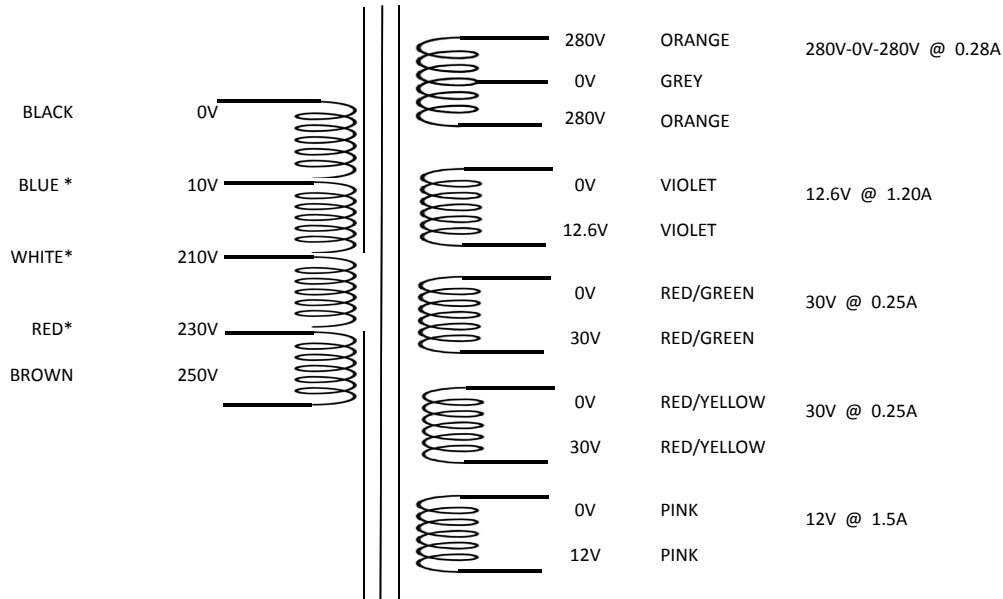 BLACK 0V
BLUE * 10V
WHITE* 210V
RED* 230V
BROWN 250V
280V ORANGE 280V-0V-280V @ 0.28A
0V GREY
280V ORANGE
0V VIOLET 12.6V @ 1.20A
12.6V VIOLET
0V RED/GREEN 30V @ 0.25A
30V RED/GREEN
0V RED/YELLOW 30V @ 0.25A
30V RED/YELLOW
0V PINK 12V @ 1.5A
12V PINK